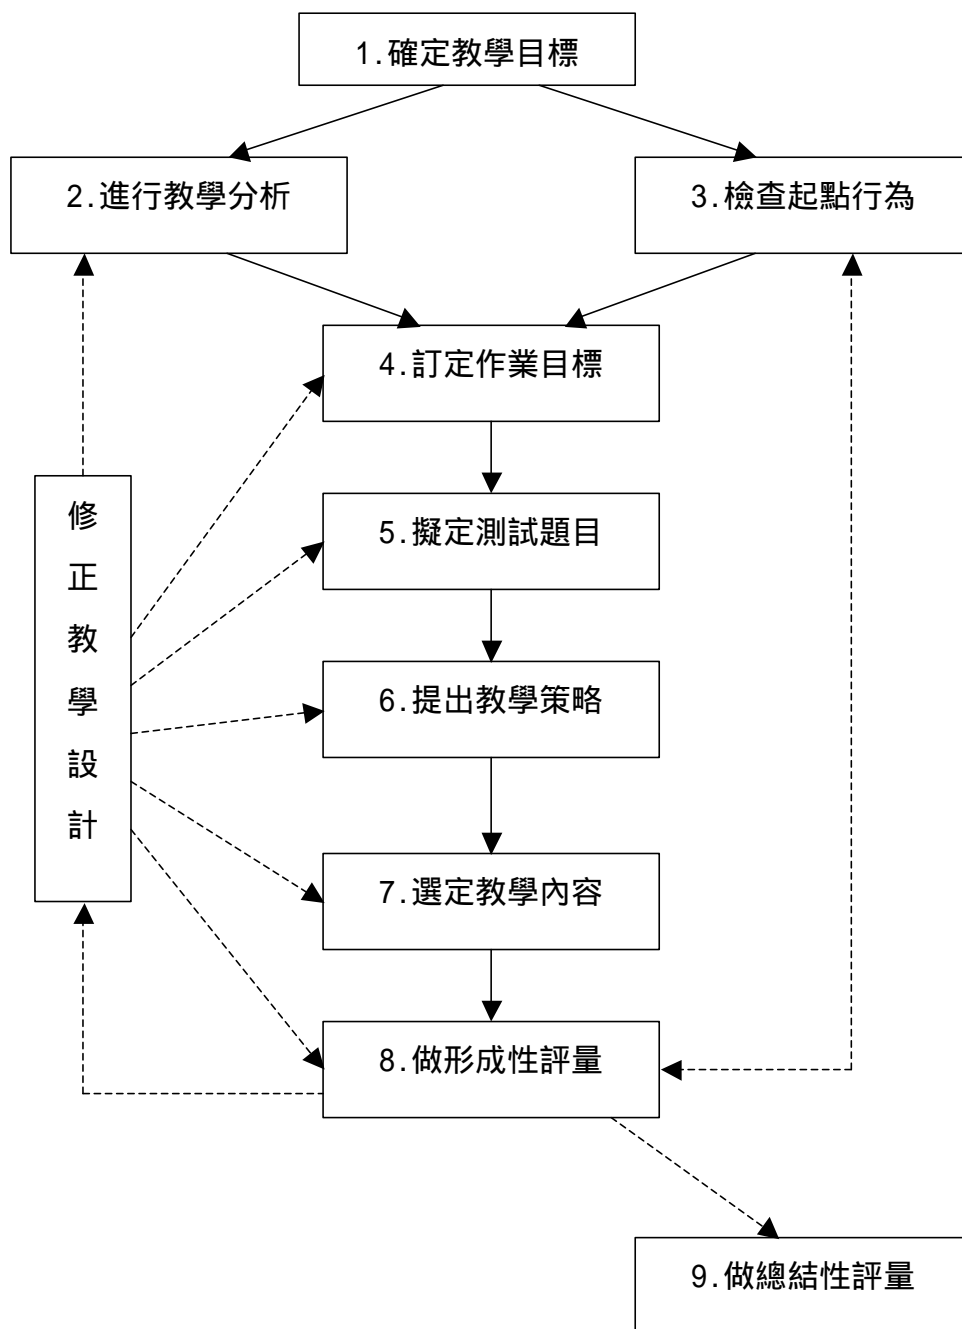 1.確定教學目標
2.進行教學分析
3.檢查起點行為
4.訂定作業目標
5.擬定測試題目
6.提出教學策略
7.選定教學內容
8.做形成性評量
9.做總結性評量
修正教學設計